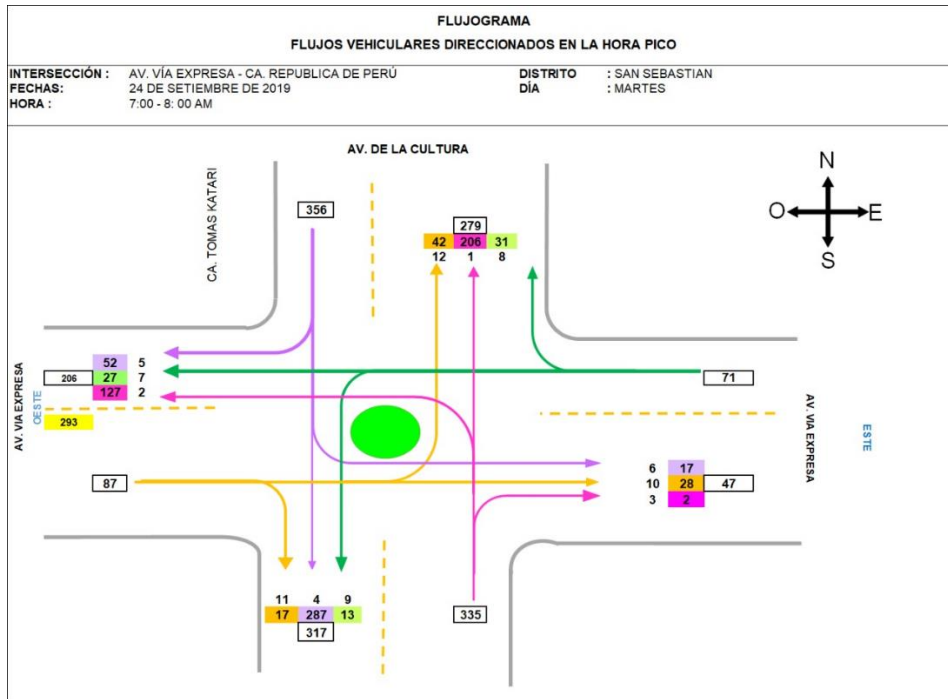 FLUJOGRAMA
FLUJOS VEHICULARES DIRECCIONADOS EN LA HORA PICO
INTERSECCIÓN : AV. VÍA EXPRESA - CA. REPUBLICA DE PERÚ DISTRITO : SAN SEBASTIAN
FECHAS: 24 DE SETIEMBRE DE 2019 DÍA : MARTES
HORA : 7:00 - 8: 00 AM
AV. DE LA CULTURA
CA. TOMAS KATARI
N
O E
S
356
279
42 206 31
12 1 8
52 5
206 27 7
127 2
293
AV. VIA EXPRESA
OESTE
71
AV. VIA EXPRESA
ESTE
87
6 17
10 28 47
3 2
11 4 9
17 287 13
317
335